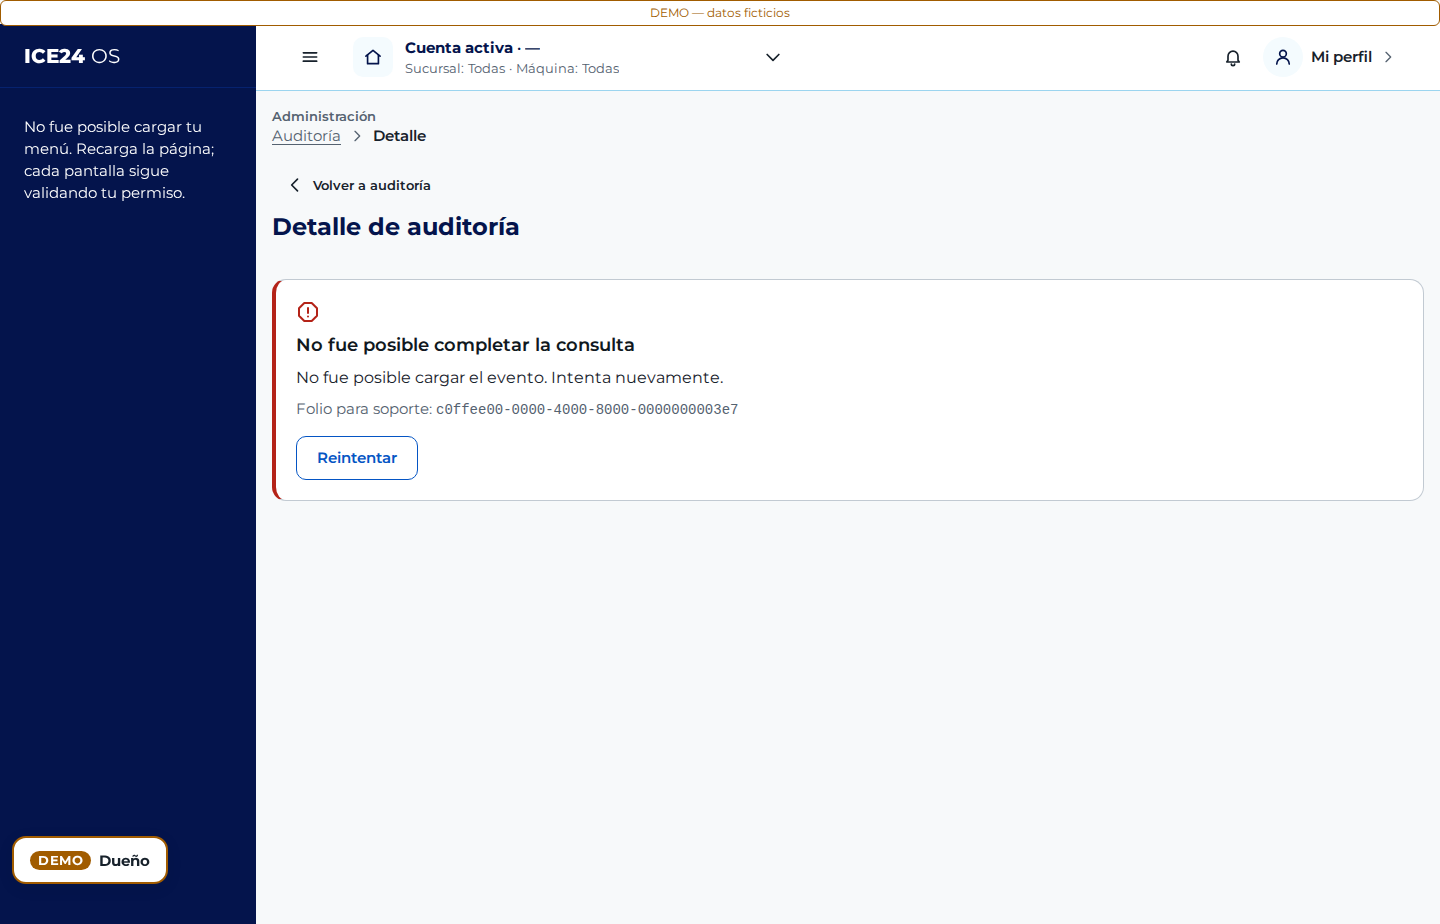 DEMO — datos ficticios
ICE24 OS
Cuenta activa · —
Sucursal: Todas · Máquina: Todas
Mi perfil
No fue posible cargar tu
menú. Recarga la página;
cada pantalla sigue
validando tu permiso.
Administración
Auditoría > Detalle
Volver a auditoría
Detalle de auditoría
No fue posible completar la consulta
No fue posible cargar el evento. Intenta nuevamente.
Folio para soporte: c0ffee00-0000-4000-8000-0000000003e7
Reintentar
DEMO Dueño